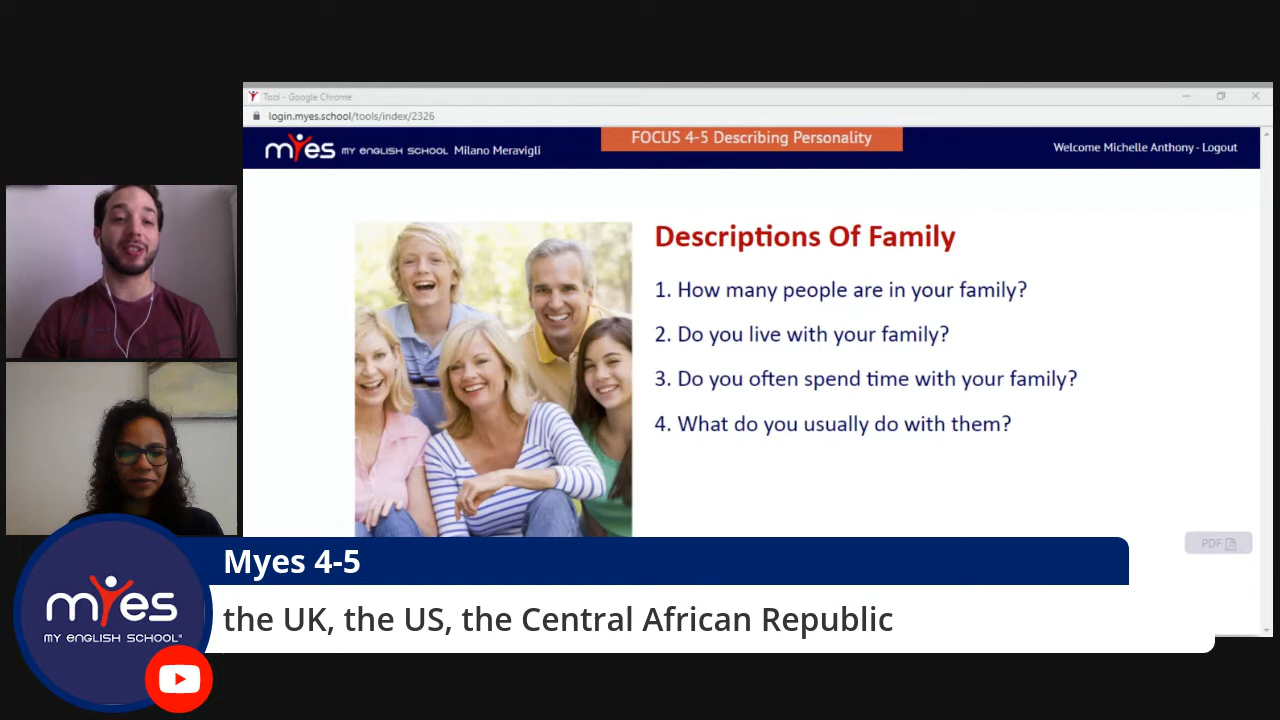 Tool - Google Chrome
login.myes.school/tools/index/2326
myes MY ENGLISH SCHOOL Milano Meravigli
FOCUS 4-5 Describing Personality
Welcome Michelle Anthony - Logout
Descriptions Of Family
1. How many people are in your family?
2. Do you live with your family?
3. Do you often spend time with your family?
4. What do you usually do with them?
PDF
Myes 4-5
the UK, the US, the Central African Republic
myes
MY ENGLISH SCHOOL®